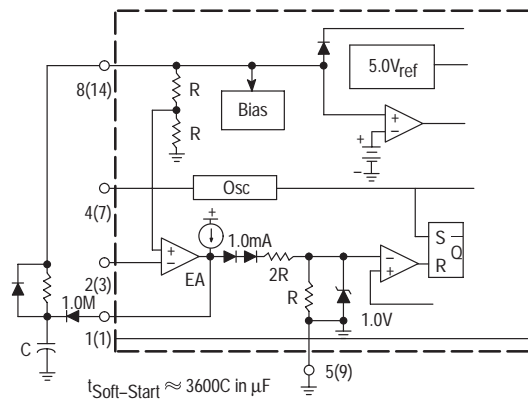 5.0Vref
8(14)
R
Bias
+
−
R
+
−
4(7)
Osc
+
1.0mA
S
Q
R
+
−
2(3)
EA
2R
−
+
R
1.0M
1.0V
1(1)
C
5(9)
tSoft–Start ≈ 3600C in µF